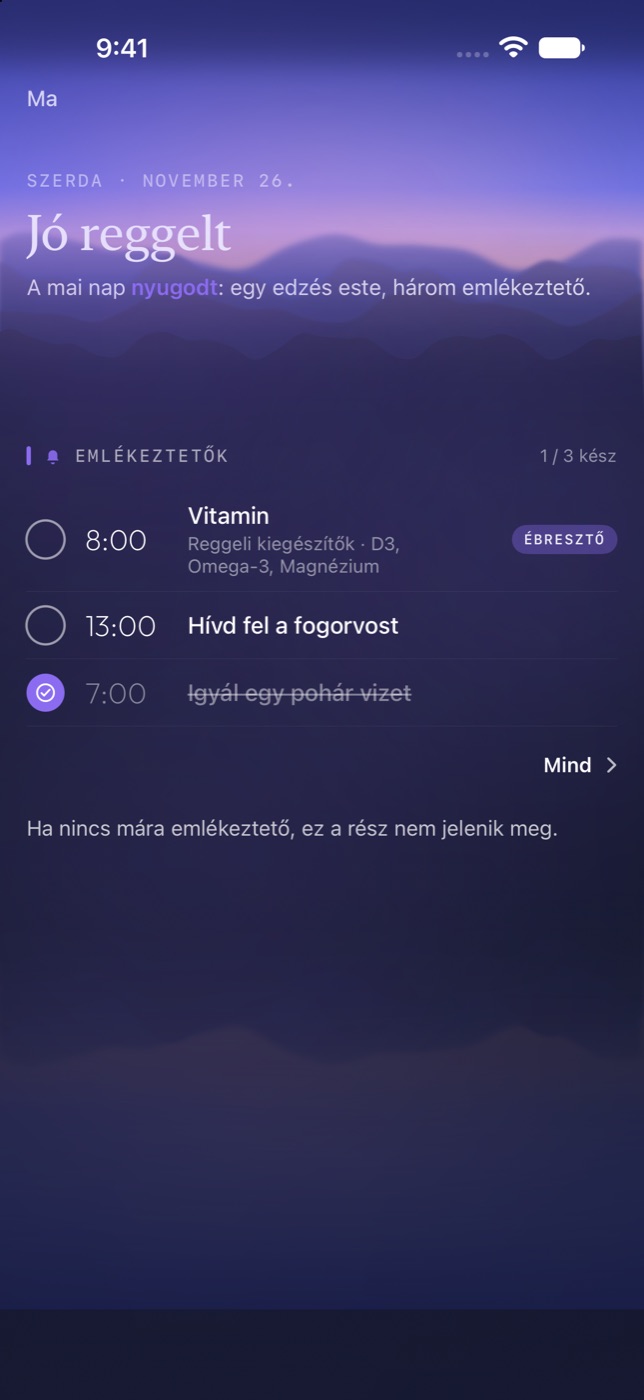 9:41
Ma
SZERDA · NOVEMBER 26.
Jó reggelt
A mai nap nyugodt: egy edzés este, három emlékeztető.
EMLÉKEZTETŐK 1 / 3 kész
8:00 Vitamin ÉBRESZTŐ
Reggeli kiegészítők · D3,
Omega-3, Magnézium
13:00 Hívd fel a fogorvost
7:00 Igyál egy pohár vizet
Mind
Ha nincs mára emlékeztető, ez a rész nem jelenik meg.